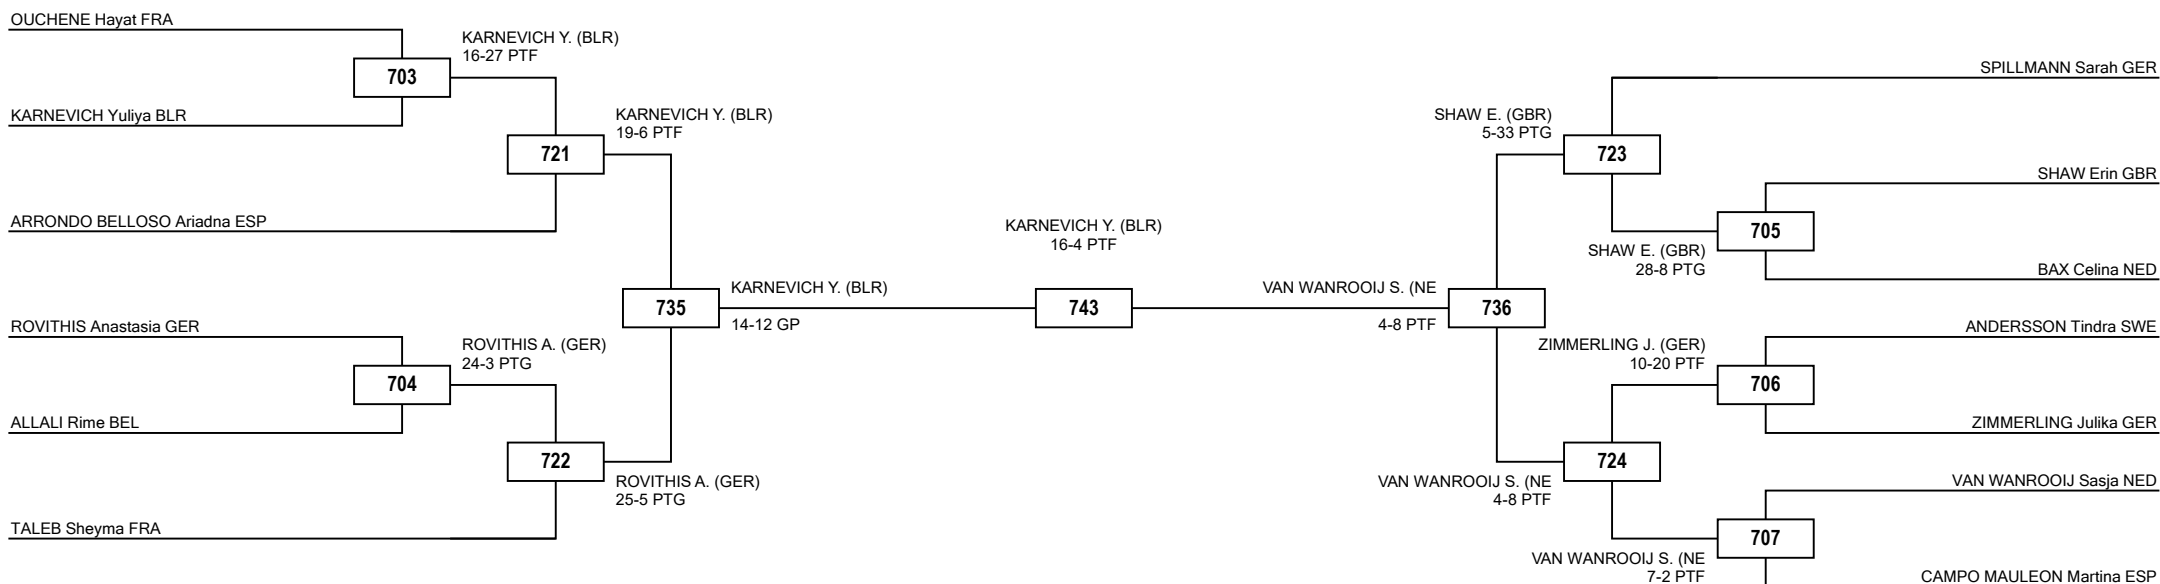 OUCHENE Hayat FRA
KARNEVICH Y. (BLR)
16-27 PTF
703
KARNEVICH Yuliya BLR
KARNEVICH Y. (BLR)
19-6 PTF
721
ARRONDO BELLOSO Ariadna ESP
KARNEVICH Y. (BLR)
14-12 GP
735
ROVITHIS Anastasia GER
ROVITHIS A. (GER)
24-3 PTG
704
ALLALI Rime BEL
722
ROVITHIS A. (GER)
25-5 PTG
TALEB Sheyma FRA
KARNEVICH Y. (BLR)
16-4 PTF
743
SPILLMANN Sarah GER
SHAW E. (GBR)
5-33 PTG
723
SHAW Erin GBR
705
SHAW E. (GBR)
28-8 PTG
BAX Celina NED
VAN WANROOIJ S. (NE
4-8 PTF
736
ANDERSSON Tindra SWE
ZIMMERLING J. (GER)
10-20 PTF
706
ZIMMERLING Julika GER
724
VAN WANROOIJ S. (NE
4-8 PTF
VAN WANROOIJ Sasja NED
707
VAN WANROOIJ S. (NE
7-2 PTF
CAMPO MAULEON Martina ESP